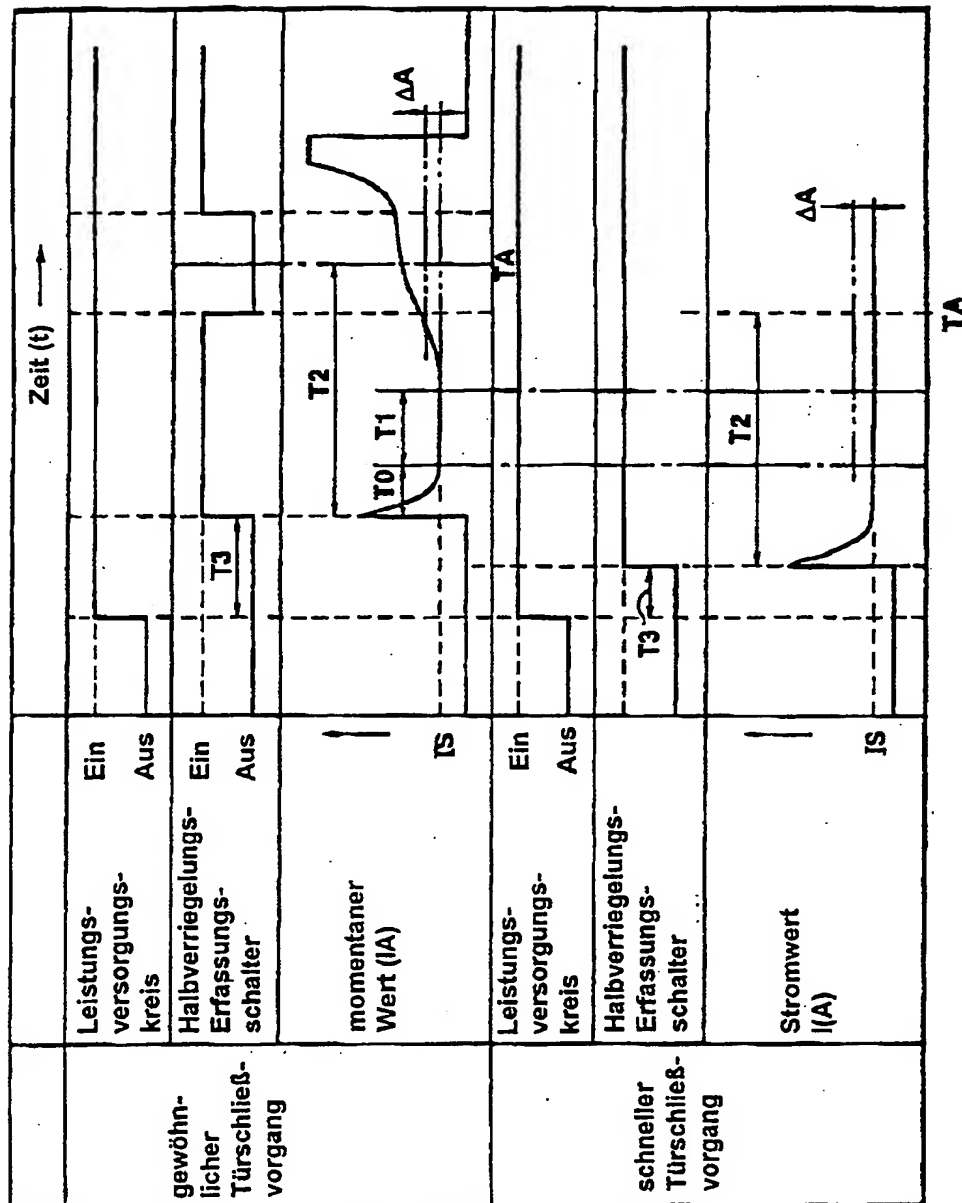 Zeit (t)
gewöhn-
licher
Türschließ-
vorgang
Leistungs-
versorgungs-
kreis
Ein
Aus
Halbverriegelungs-
Erfassungs-
schalter
Ein
Aus
T3
momentaner
Wert (IA)
IS
T0
T1
T2
ΔA
TA
schneller
Türschließ-
vorgang
Leistungs-
versorgungs-
kreis
Ein
Aus
Halbverriegelungs-
Erfassungs-
schalter
T3
Stromwert
I(A)
IS
T2
ΔA
TA